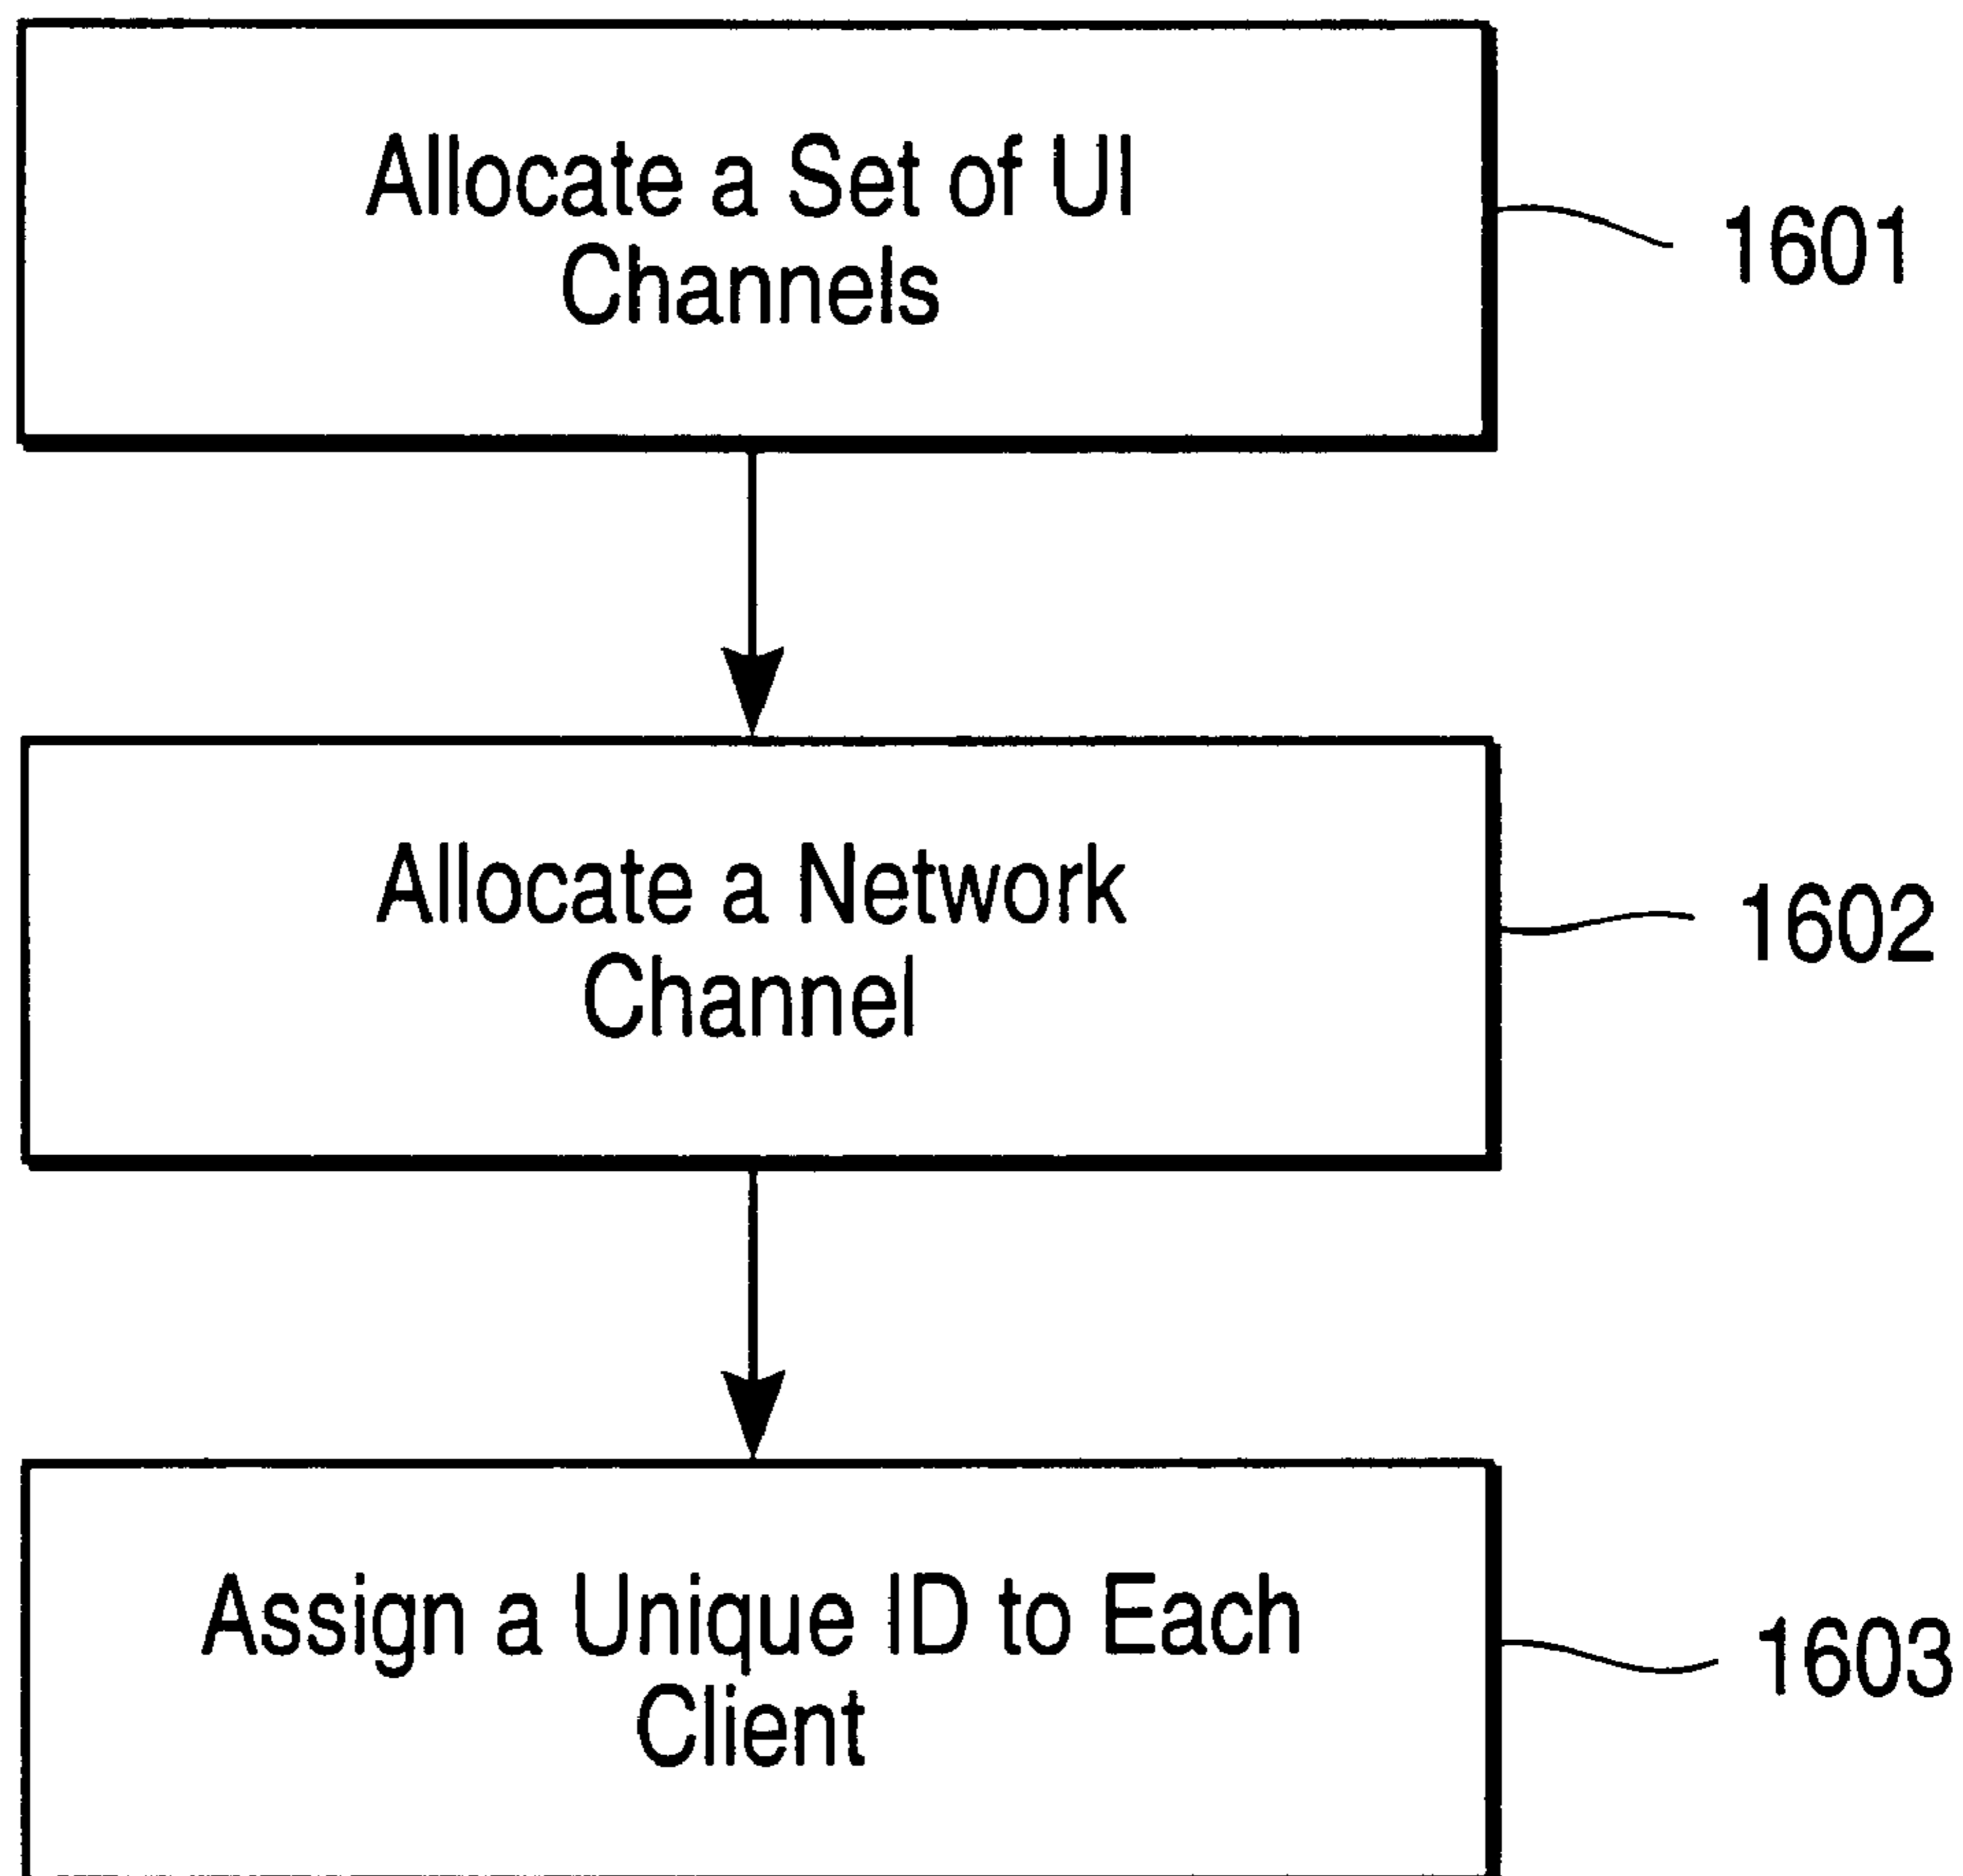 Allocate a Set of UI
Channels
1601
Allocate a Network
Channel
1602
Assign a Unique ID to Each
Client
1603